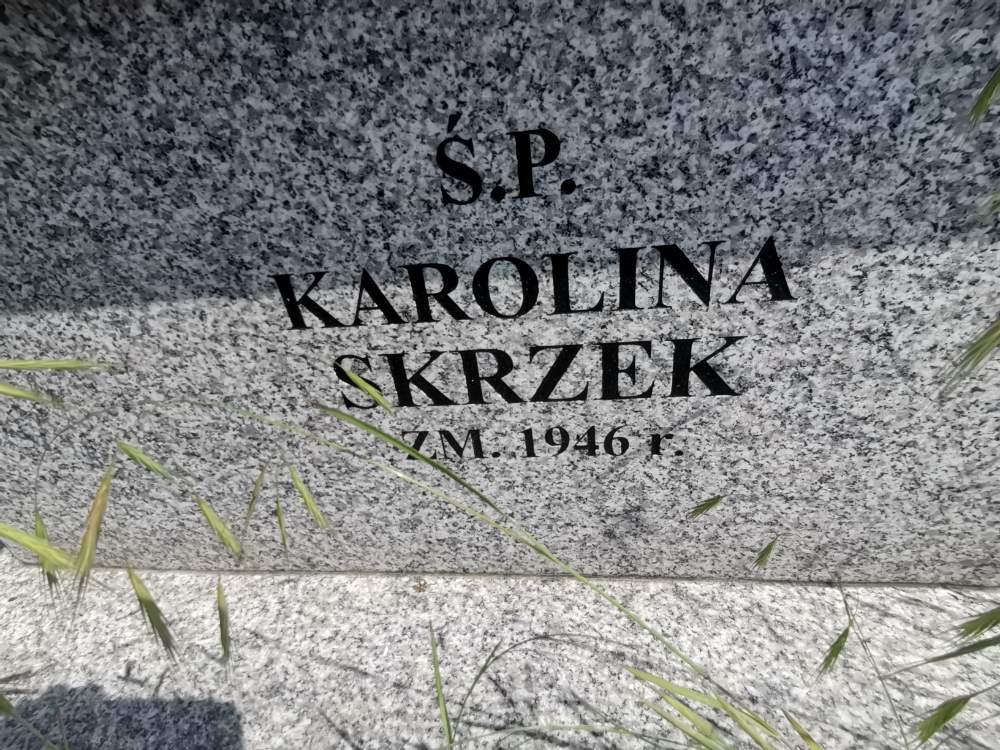 Ś.P.
KAROLINA
SKRZEK
ZM. 1946 r.